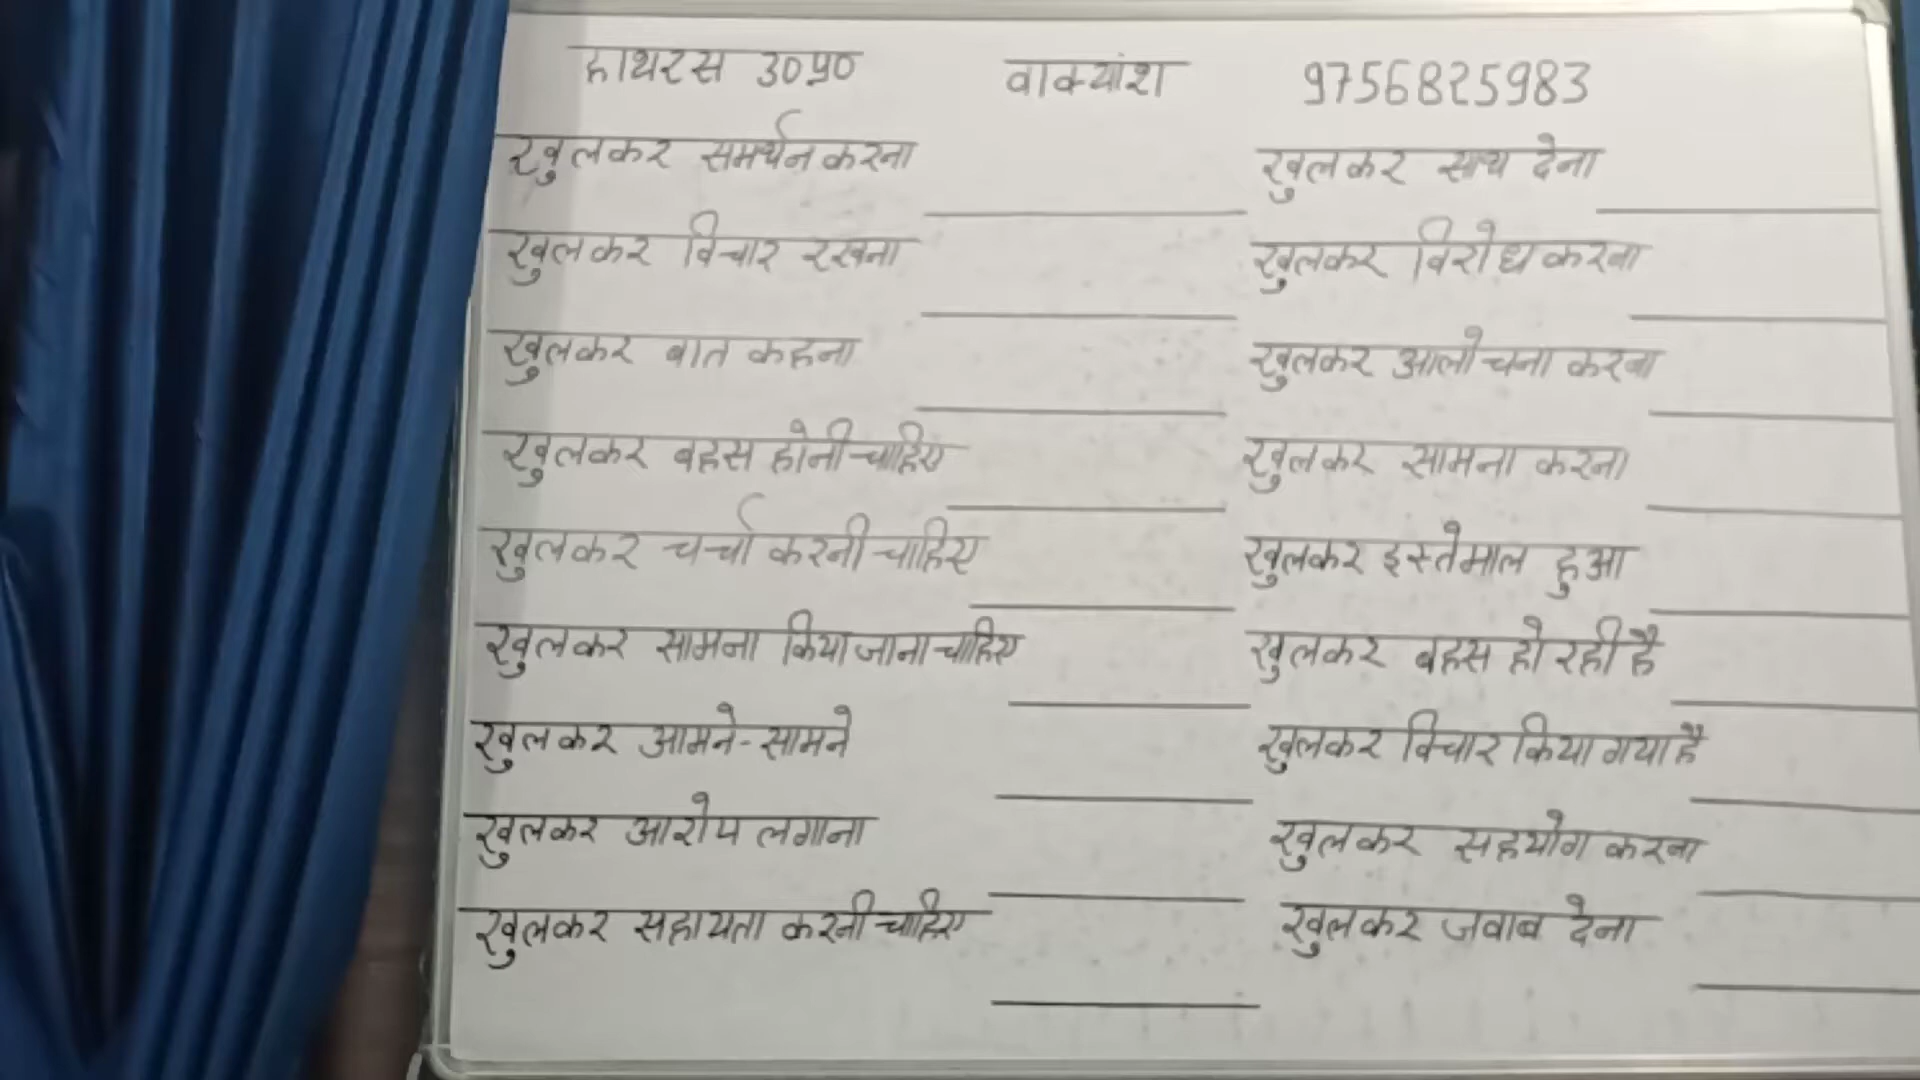 हाथरस उ०प्र० वाक्यांश 9756825983
खुलकर समर्थन करना खुलकर साथ देना
खुलकर विचार रखना खुलकर विरोध करना
खुलकर बात कहना खुलकर आलोचना करना
खुलकर बहस होनी चाहिए खुलकर सामना करना
खुलकर चर्चा करनी चाहिए खुलकर इस्तेमाल हुआ
खुलकर सामना किया जाना चाहिए खुलकर बहस हो रही है
खुलकर आमने-सामने खुलकर विचार किया गया है
खुलकर आरोप लगाना खुलकर सहयोग करना
खुलकर सहायता करनी चाहिए खुलकर जवाब देना